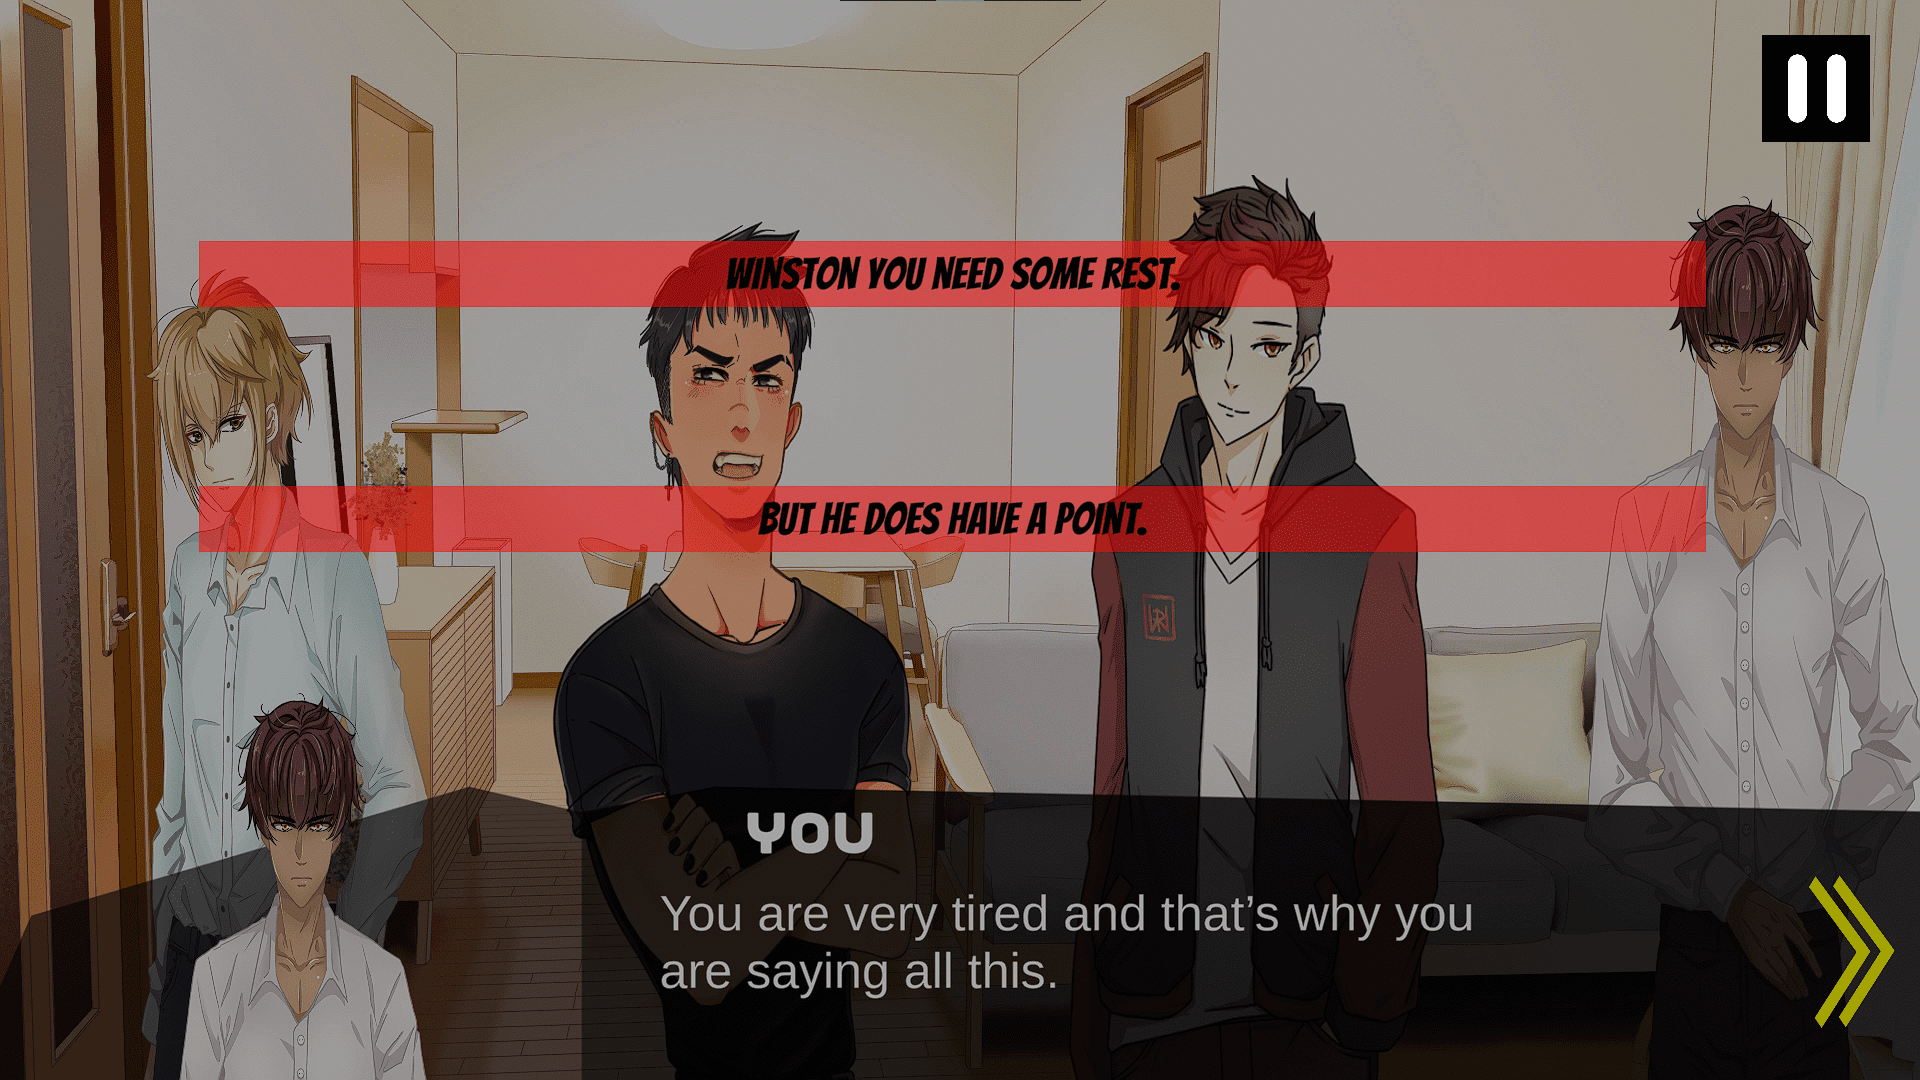 WINSTON YOU NEED SOME REST.
BUT HE DOES HAVE A POINT.
YOU
You are very tired and that’s why you
are saying all this.